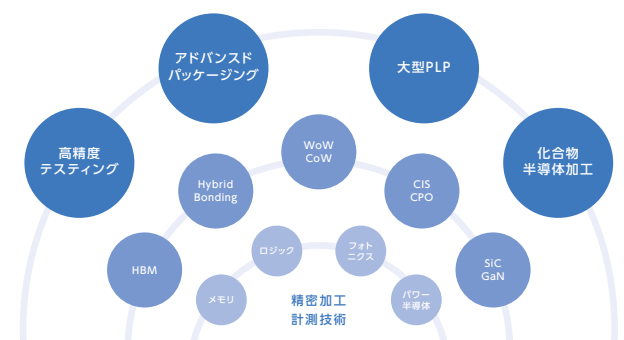 アドバンスド
パッケージング
大型PLP
高精度
テスティング
化合物
半導体加工
WoW
CoW
Hybrid
Bonding
CIS
CPO
HBM
SiC
GaN
ロジック
フォト
ニクス
メモリ
パワー
半導体
精密加工
計測技術